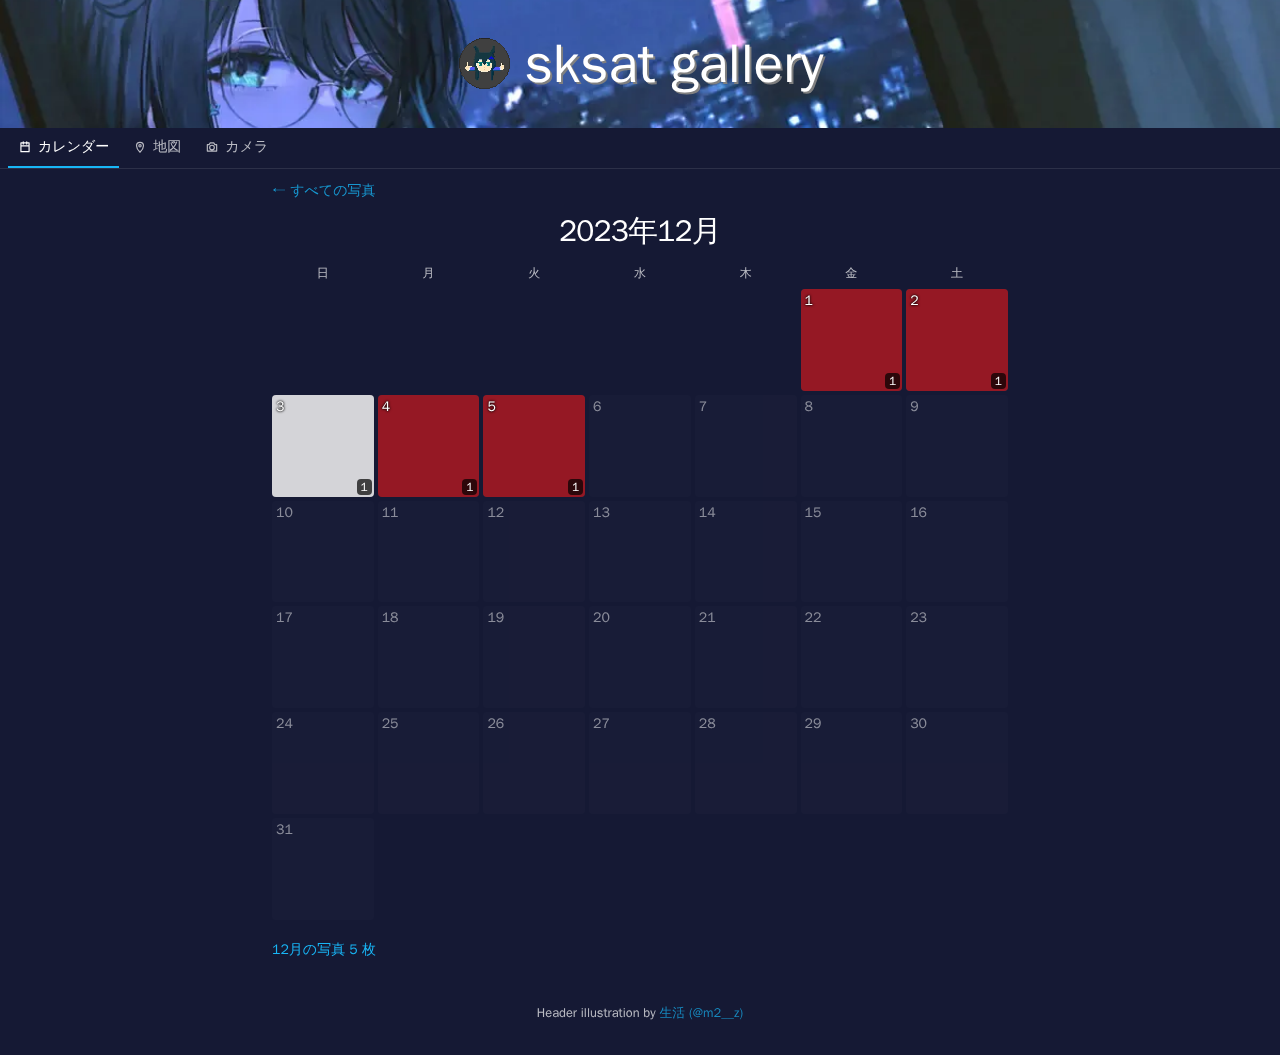 sksat gallery
カレンダー 地図 カメラ
← すべての写真
2023年12月
日 月 火 水 木 金 土
1 2
1 1
3 4 5 6 7 8 9
1 1 1
10 11 12 13 14 15 16
17 18 19 20 21 22 23
24 25 26 27 28 29 30
31
12月の写真 5 枚
Header illustration by 生活 (@m2__z)